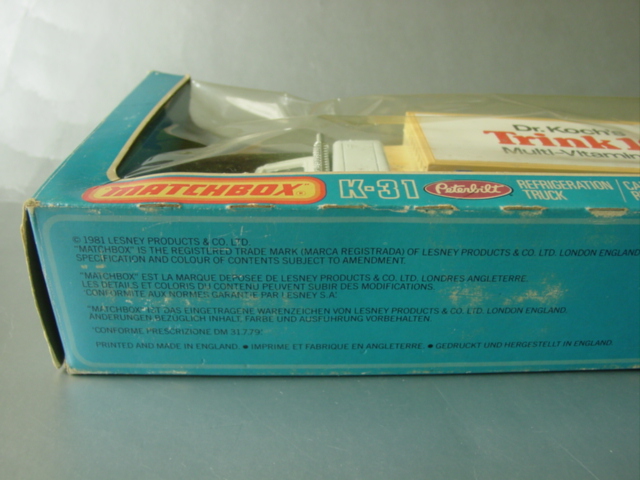 Dr. Koch's
Trink
Multi-Vitamin
MATCHBOX K-31 Peterbilt REFRIGERATION TRUCK
© 1981 LESNEY PRODUCTS & CO. LTD.
"MATCHBOX" IS THE REGISTERED TRADE MARK (MARCA REGISTRADA) OF LESNEY PRODUCTS & CO. LTD. LONDON ENGLAND
SPECIFICATION AND COLOUR OF CONTENTS SUBJECT TO AMENDMENT.
"MATCHBOX" EST LA MARQUE DEPOSEE DE LESNEY PRODUCTS & CO. LTD. LONDRES ANGLETERRE.
LES DETAILS ET COLORIS DU CONTENU PEUVENT SUBIR DES MODIFICATIONS.
"CONFORMITE AUX NORMES GARANTIE PAR LESNEY S.A."
"MATCHBOX" IST DAS EINGETRAGENE WARENZEICHEN VON LESNEY PRODUCTS & CO. LTD. LONDON ENGLAND.
ÄNDERUNGEN BEZÜGLICH INHALT FARBE UND AUSFÜHRUNG VORBEHALTEN.
"CONFORME PRESCRIZIONE DM 31.7.79."
PRINTED AND MADE IN ENGLAND. ● IMPRIME ET FABRIQUE EN ANGLETERRE. ● GEDRUCKT UND HERGESTELLT IN ENGLAND.